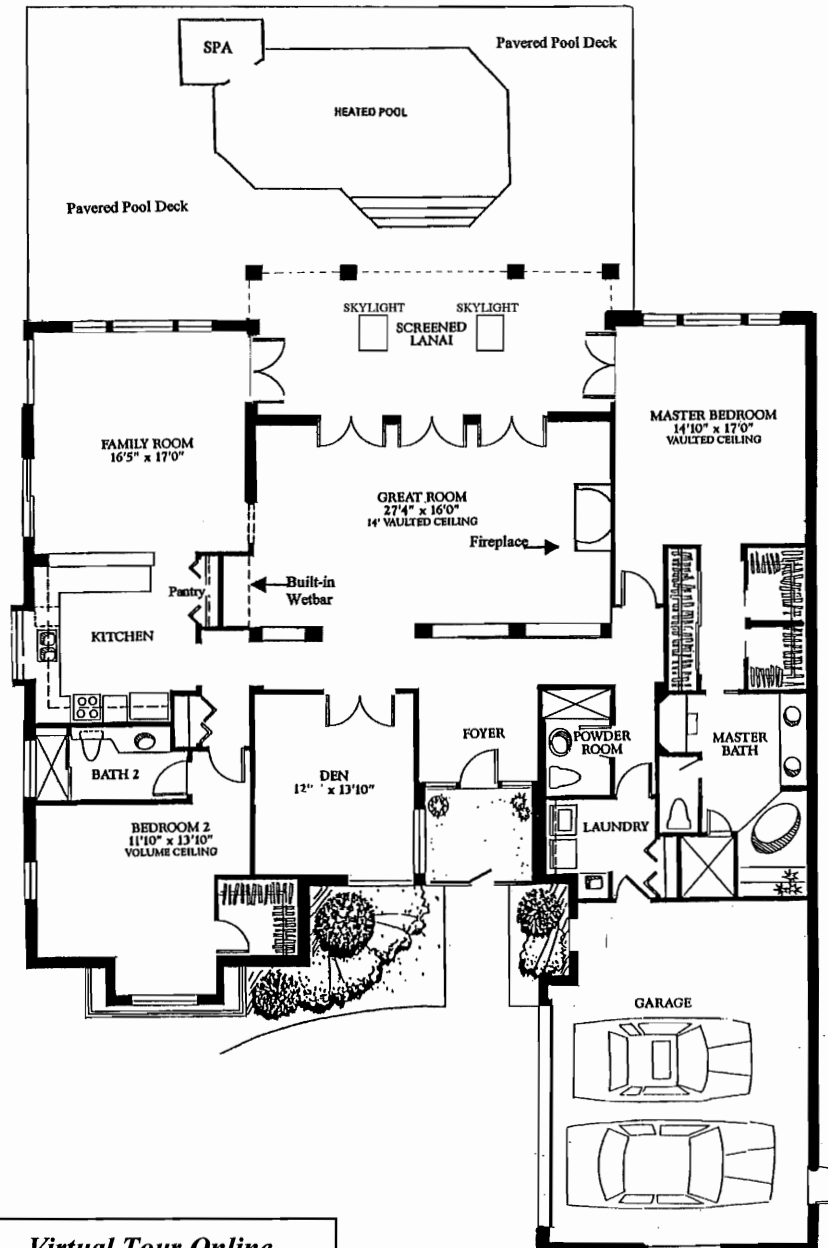 SPA
Pavered Pool Deck
HEATED POOL
Pavered Pool Deck
SKYLIGHT
SKYLIGHT
SCREENED
LANAI
FAMILY ROOM
16'5" x 17'0"
MASTER BEDROOM
14'10" x 17'0"
VAULTED CEILING
GREAT ROOM
27'4" x 16'0"
14' VAULTED CEILING
Fireplace
Pantry
Built-in
Wetbar
KITCHEN
FOYER
POWDER
ROOM
MASTER
BATH
BATH 2
DEN
x 13'10"
BEDROOM 2
11'10" x 13'10"
VOLUME CEILING
LAUNDRY
GARAGE
Virtual Tour Online